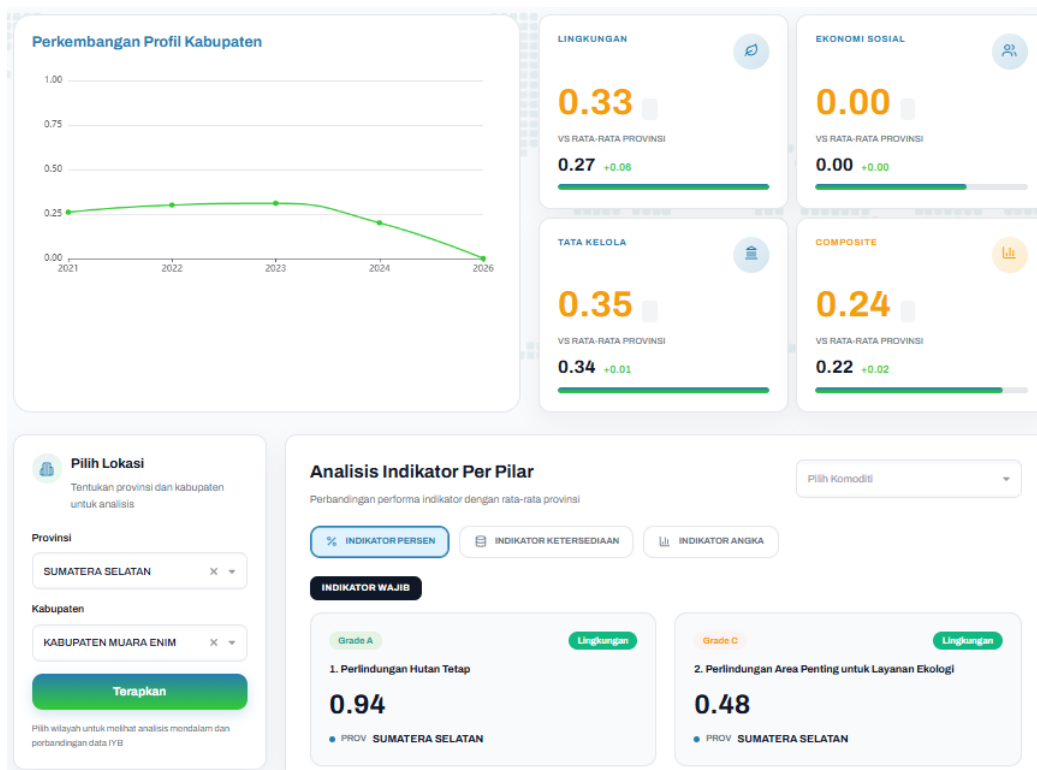 Perkembangan Profil Kabupaten
1.00
0.75
0.50
0.25
0.00
2021 2022 2023 2024 2026
LINGKUNGAN
0.33
VS RATA-RATA PROVINSI
0.27 +0.06
EKONOMI SOSIAL
0.00
VS RATA-RATA PROVINSI
0.00 +0.00
TATA KELOLA
0.35
VS RATA-RATA PROVINSI
0.34 +0.01
COMPOSITE
0.24
VS RATA-RATA PROVINSI
0.22 +0.02
Pilih Lokasi
Tentukan provinsi dan kabupaten
untuk analisis
Provinsi
SUMATERA SELATAN
Kabupaten
KABUPATEN MUARA ENIM
Terapkan
Pilih wilayah untuk melihat analisis mendalam dan
perbandingan data IYB
Analisis Indikator Per Pilar
Perbandingan performa indikator dengan rata-rata provinsi
Pilih Komoditi
INDIKATOR PERSEN
INDIKATOR KETERSEDIAAN
INDIKATOR ANGKA
INDIKATOR WAJIB
Grade A
Lingkungan
1. Perlindungan Hutan Tetap
0.94
PROV SUMATERA SELATAN
Grade C
Lingkungan
2. Perlindungan Area Penting untuk Layanan Ekologi
0.48
PROV SUMATERA SELATAN